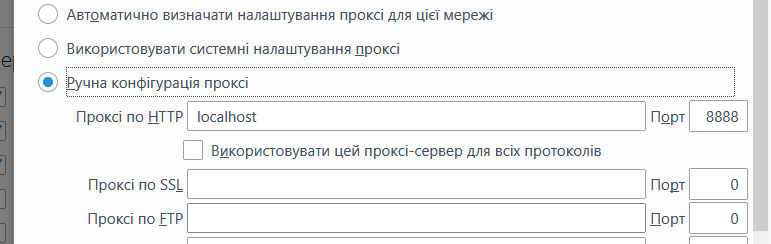 Автоматично визначати налаштування проксі для цієї мережі
Використовувати системні налаштування проксі
Ручна конфігурація проксі
Проксі по HTTP localhost Порт 8888
Використовувати цей проксі-сервер для всіх протоколів
Проксі по SSL Порт 0
Проксі по FTP Порт 0